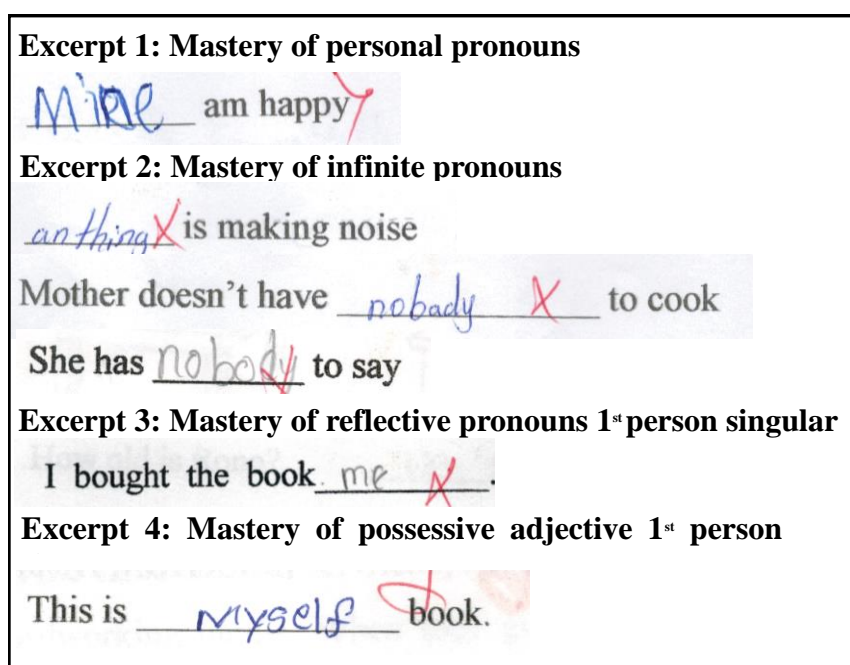 Excerpt 1: Mastery of personal pronouns
Mine am happy
Excerpt 2: Mastery of infinite pronouns
anthing is making noise
Mother doesn't have nobady to cook
She has nobody to say
Excerpt 3: Mastery of reflective pronouns 1st person singular
I bought the book me.
Excerpt 4: Mastery of possessive adjective 1st person
This is Myself book.